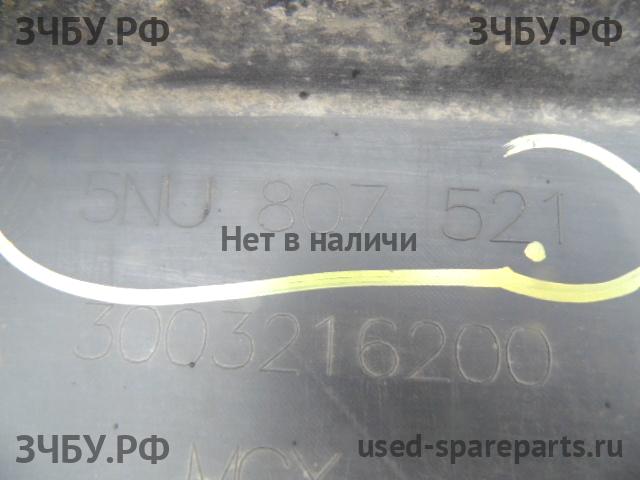 ЗЧБУ.РФ ЗЧБУ.РФ
5NU 807 521
Нет в наличи
3003216200
ЗЧБУ.РФ used-spareparts.ru